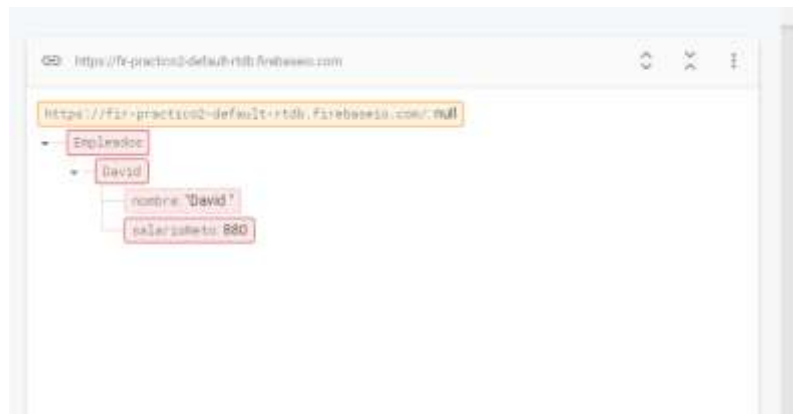 https://fir-practico2-default-rtdb.firebaseio.com
https://fir-practico2-default-rtdb.firebaseio.com/: null
Empleados
David
nombre: "David "
salarioNeto: 880